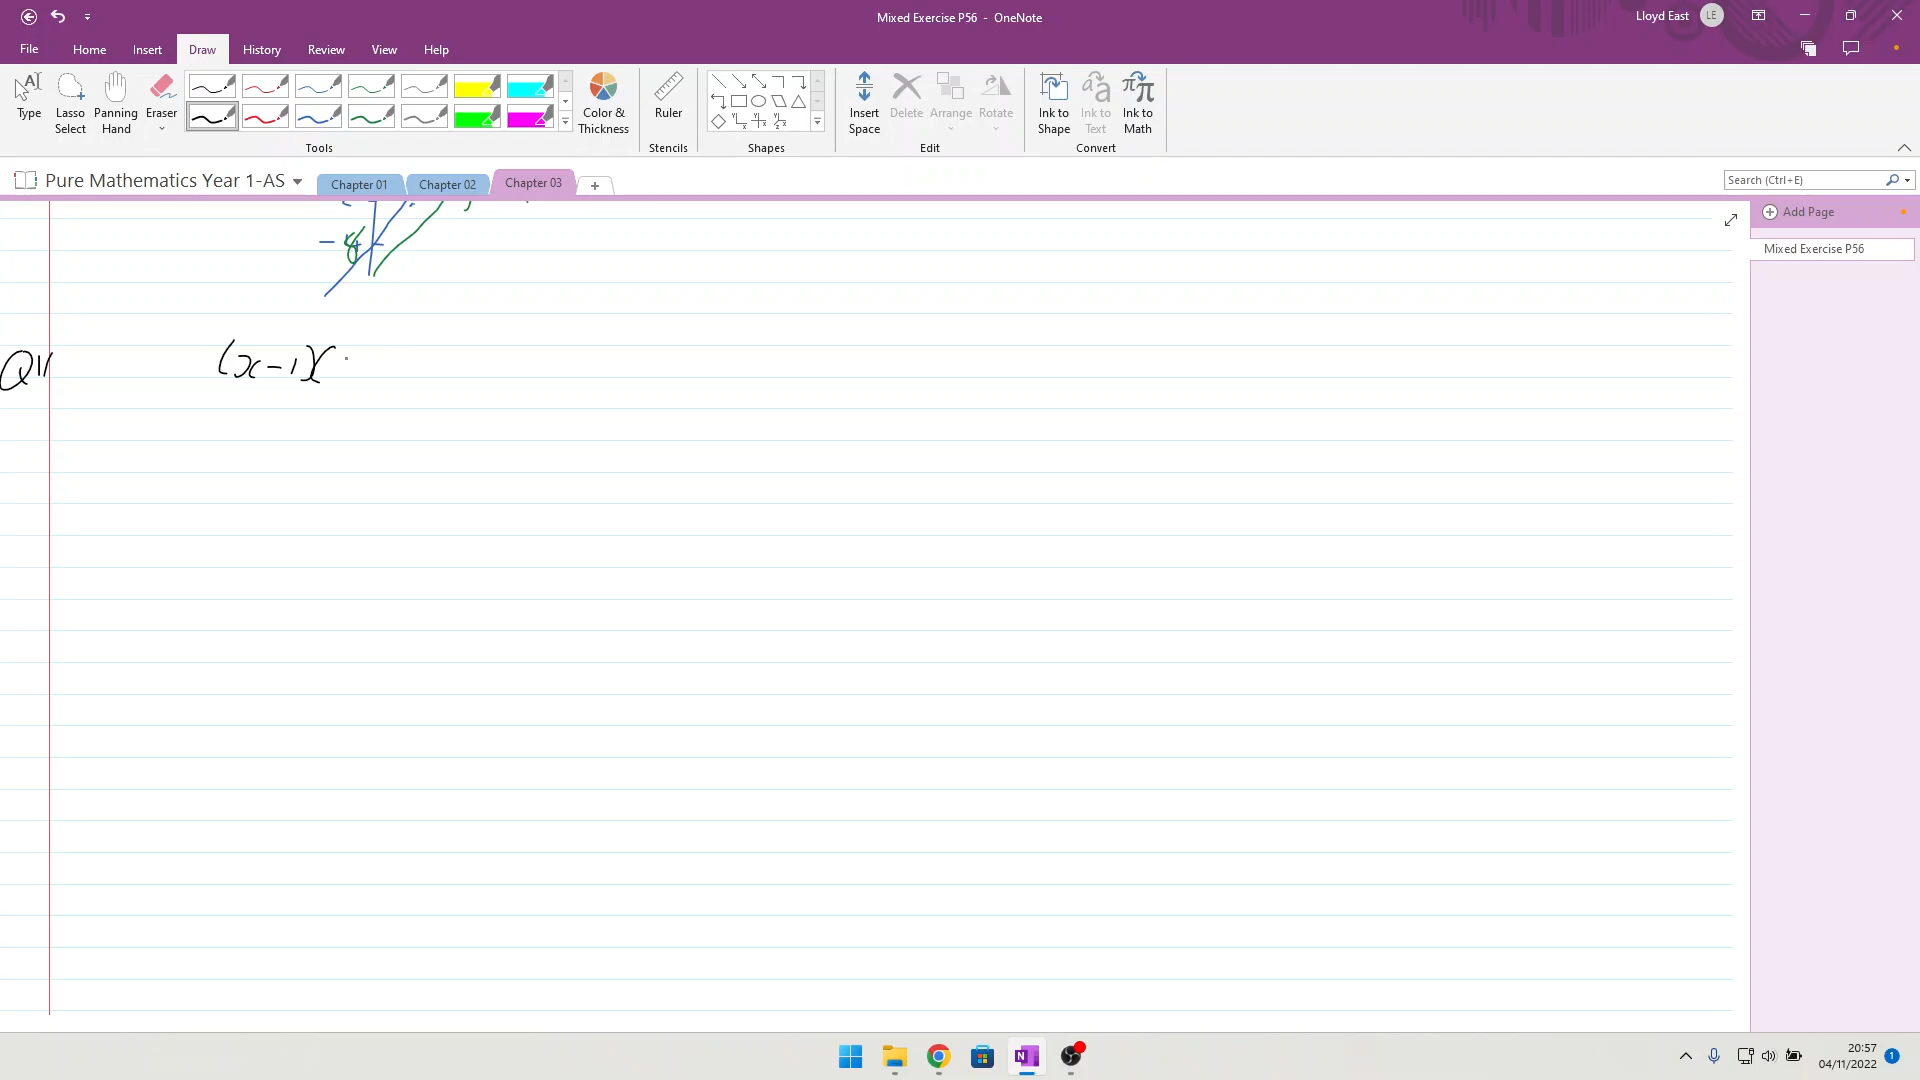 Mixed Exercise P56 - OneNote
Lloyd East
LE
File
Home
Insert
Draw
History
Review
View
Help
Type
Lasso Select
Panning Hand
Eraser
Color & Thickness
Ruler
Insert Space
Delete
Arrange
Rotate
Ink to Shape
Ink to Text
Ink to Math
Tools
Stencils
Shapes
Edit
Convert
Pure Mathematics Year 1-AS
Chapter 01
Chapter 02
Chapter 03
Search (Ctrl+E)
Add Page
Mixed Exercise P56
Q11
(x-1)(
20:57
04/11/2022
1